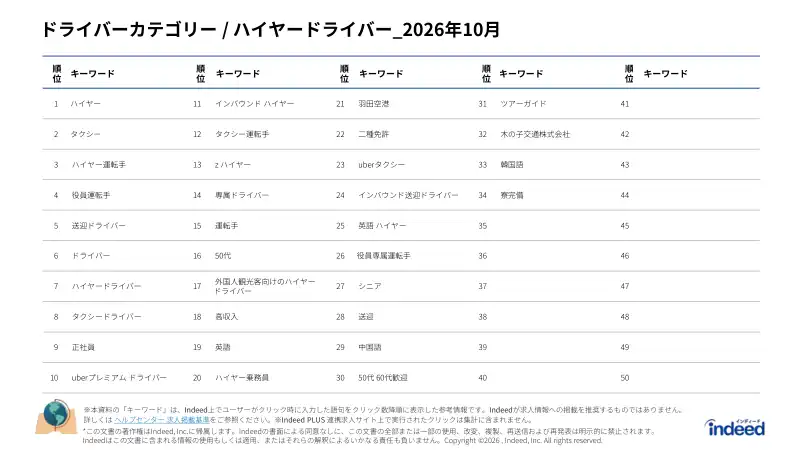 ドライバーカテゴリー / ハイヤードライバー_2026年10月
順位 キーワード 順位 キーワード 順位 キーワード 順位 キーワード 順位 キーワード
1 ハイヤー 11 インバウンド ハイヤー 21 羽田空港 31 ツアーガイド 41
2 タクシー 12 タクシー運転手 22 二種免許 32 木の子交通株式会社 42
3 ハイヤー運転手 13 z ハイヤー 23 uberタクシー 33 韓国語 43
4 役員運転手 14 専属ドライバー 24 インバウンド送迎ドライバー 34 寮完備 44
5 送迎ドライバー 15 運転手 25 英語 ハイヤー 35 45
6 ドライバー 16 50代 26 役員専属運転手 36 46
7 ハイヤードライバー 17 外国人観光客向けのハイヤードライバー 27 シニア 37 47
8 タクシードライバー 18 高収入 28 送迎 38 48
9 正社員 19 英語 29 中国語 39 49
10 uberプレミアム ドライバー 20 ハイヤー乗務員 30 50代 60代歓迎 40 50
※本資料の「キーワード」は、Indeed上でユーザーがクリック時に入力した語句をクリック数降順に表示した参考情報です。Indeedが求人情報への掲載を推奨するものではありません。
詳しくは ヘルプセンター 求人掲載基準をご参照ください。※Indeed PLUS 連携求人サイト上で実行されたクリックは集計に含まれません。
*この文書の著作権はIndeed, Inc.に帰属します。Indeedの書面による同意なしに、この文書の全部または一部の使用、改変、複製、再送信および再発表は明示的に禁止されます。
Indeedはこの文書に含まれる情報の使用もしくは適用、またはそれらの解釈によるいかなる責任も負いません。Copyright ©2026 , Indeed, Inc. All rights reserved.
インディード
indeed